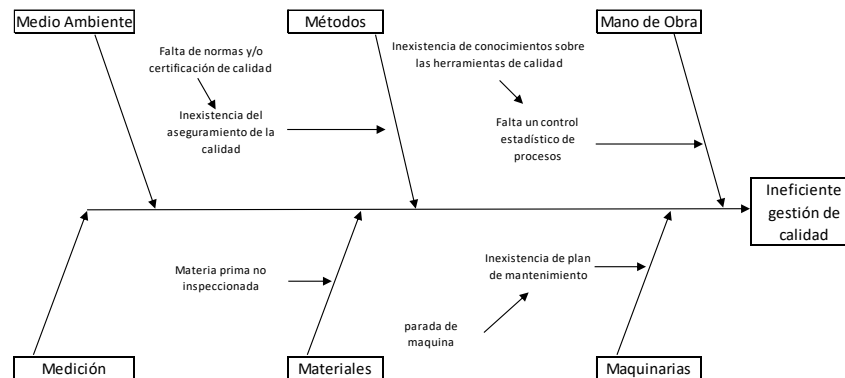 Medio Ambiente
Métodos
Mano de Obra
Falta de normas y/o
certificación de calidad
Inexistencia de conocimientos sobre
las herramientas de calidad
Inexistencia del
aseguramiento de la
calidad
Falta un control
estadístico de
procesos
Ineficiente
gestión de
calidad
Materia prima no
inspeccionada
Inexistencia de plan
de mantenimiento
parada de
maquina
Medición
Materiales
Maquinarias